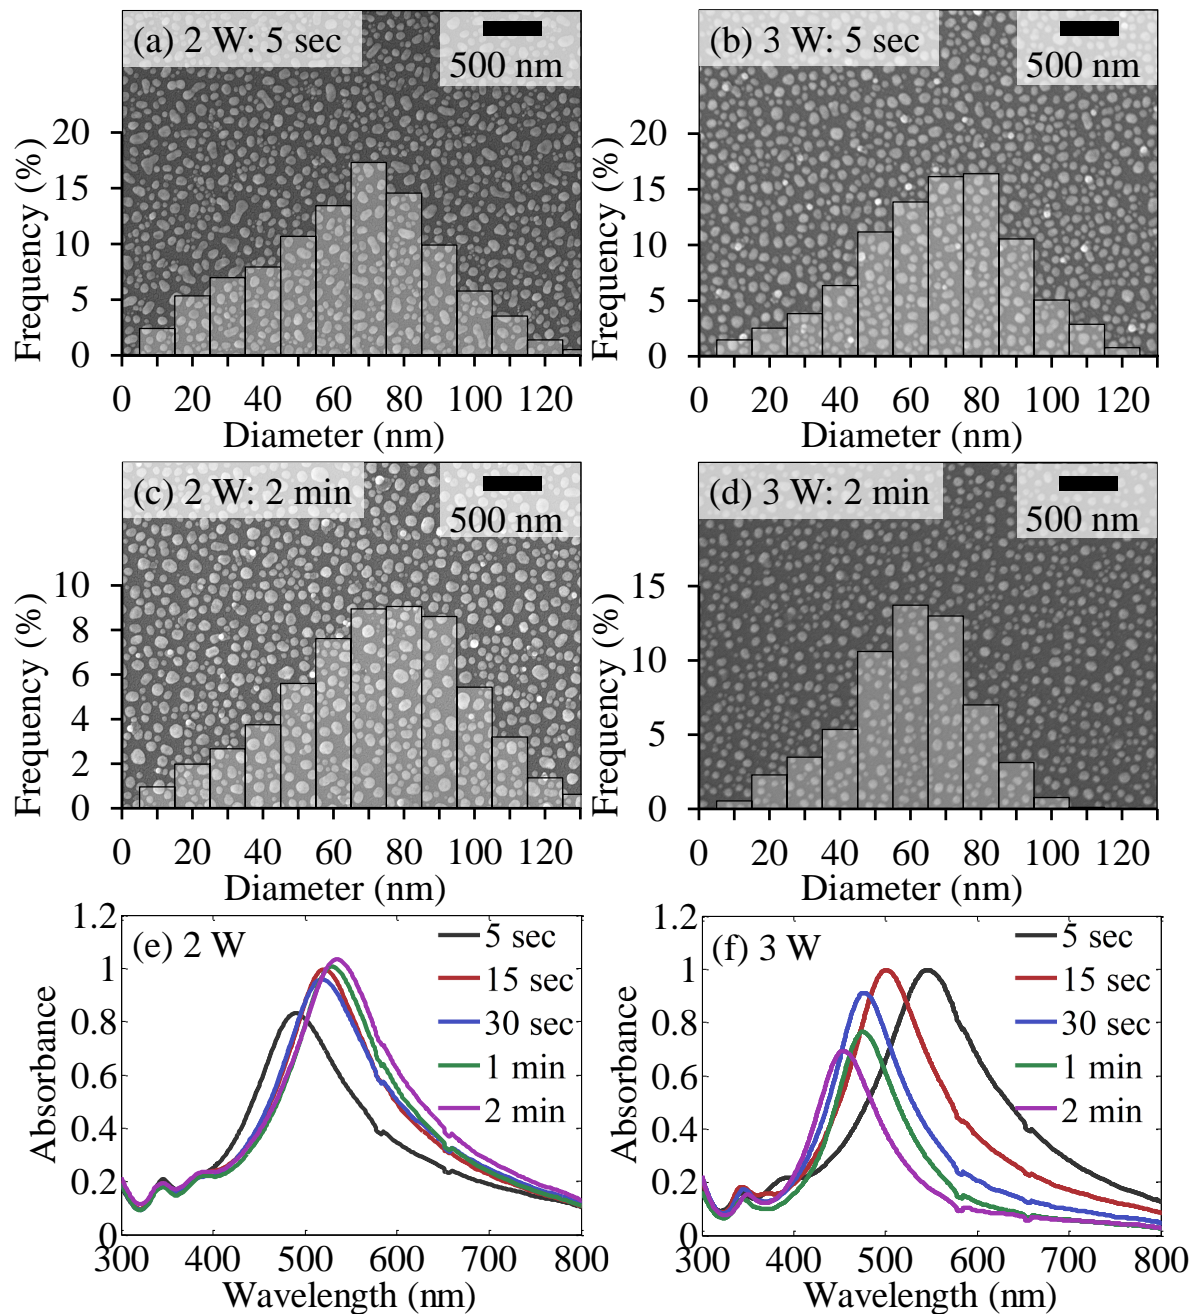 (a) 2 W: 5 sec
500 nm
Frequency (%)
20
15
10
5
0
0 20 40 60 80 100 120
Diameter (nm)
(b) 3 W: 5 sec
500 nm
Frequency (%)
20
15
10
5
0
0 20 40 60 80 100 120
Diameter (nm)
(c) 2 W: 2 min
500 nm
Frequency (%)
10
8
6
4
2
0
0 20 40 60 80 100 120
Diameter (nm)
(d) 3 W: 2 min
500 nm
Frequency (%)
15
10
5
0
0 20 40 60 80 100 120
Diameter (nm)
(e) 2 W
5 sec
15 sec
30 sec
1 min
2 min
Absorbance
1.2
1
0.8
0.6
0.4
0.2
0
300 400 500 600 700 800
Wavelength (nm)
(f) 3 W
5 sec
15 sec
30 sec
1 min
2 min
Absorbance
1.2
1
0.8
0.6
0.4
0.2
0
300 400 500 600 700 800
Wavelength (nm)